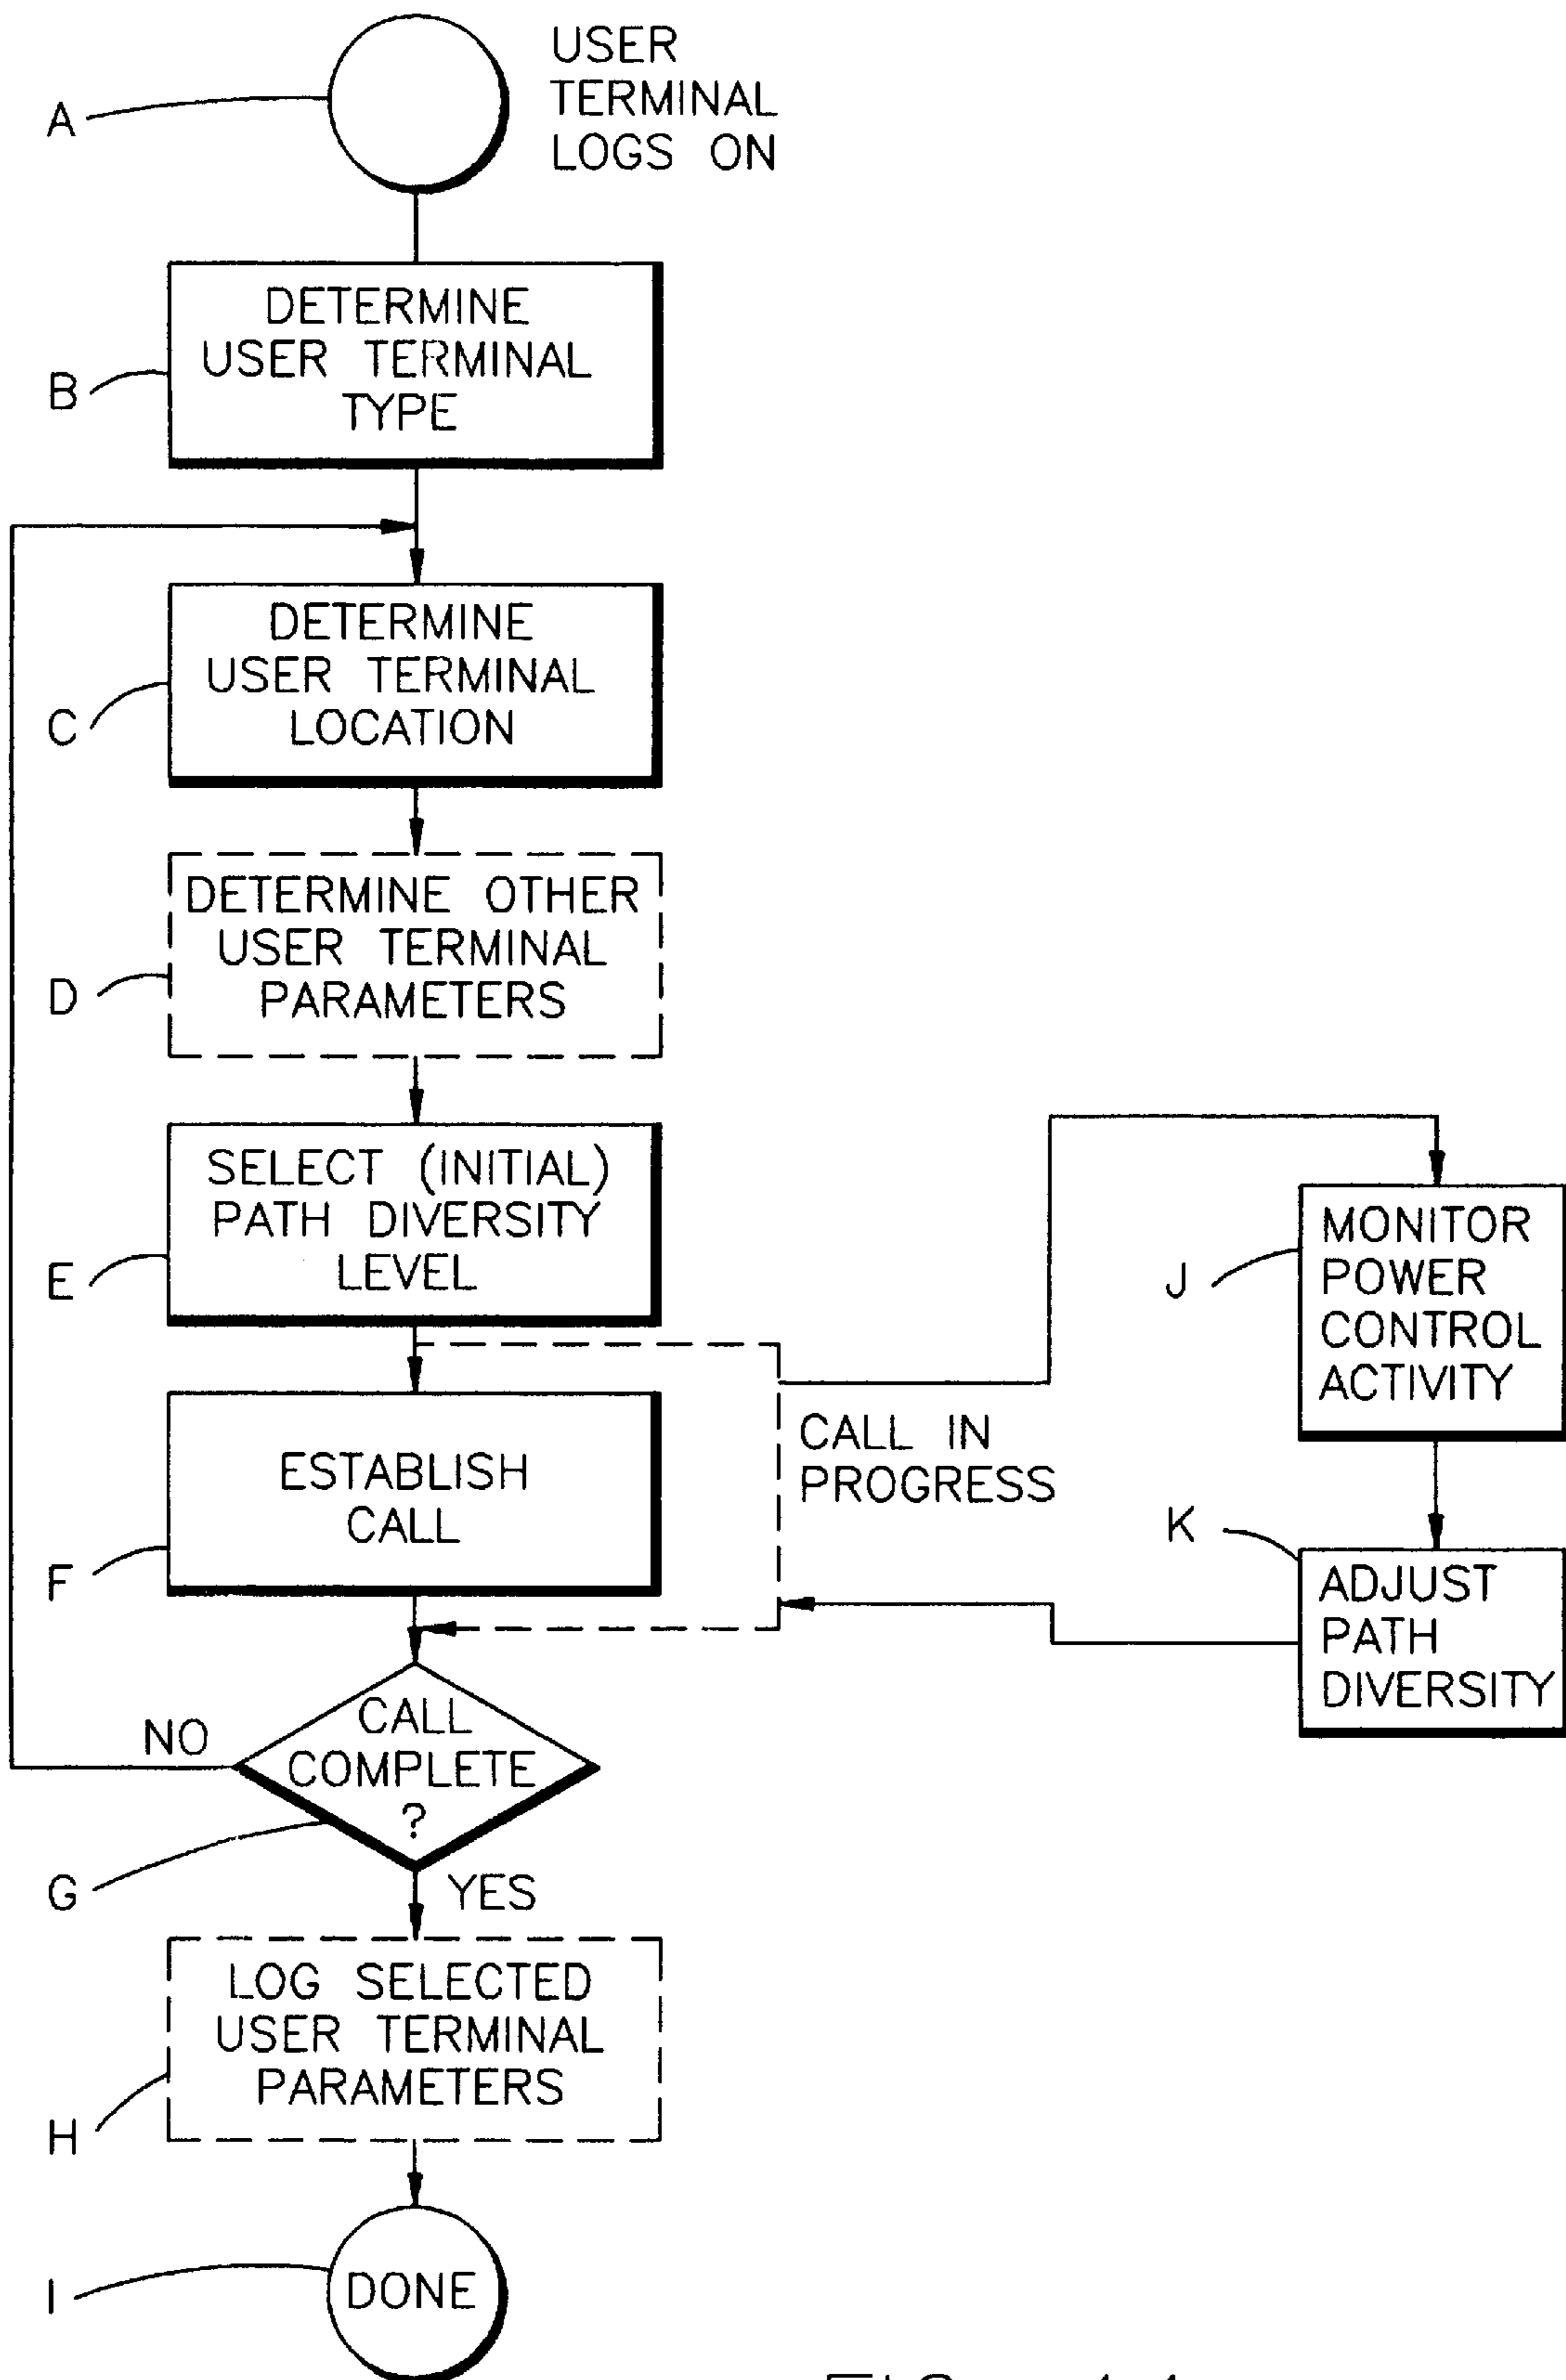 A
USER
TERMINAL
LOGS ON
B
DETERMINE
USER TERMINAL
TYPE
C
DETERMINE
USER TERMINAL
LOCATION
D
DETERMINE OTHER
USER TERMINAL
PARAMETERS
E
SELECT (INITIAL)
PATH DIVERSITY
LEVEL
J
MONITOR
POWER
CONTROL
ACTIVITY
CALL IN
PROGRESS
F
ESTABLISH
CALL
K
ADJUST
PATH
DIVERSITY
NO
G
CALL
COMPLETE
?
YES
H
LOG SELECTED
USER TERMINAL
PARAMETERS
I
DONE